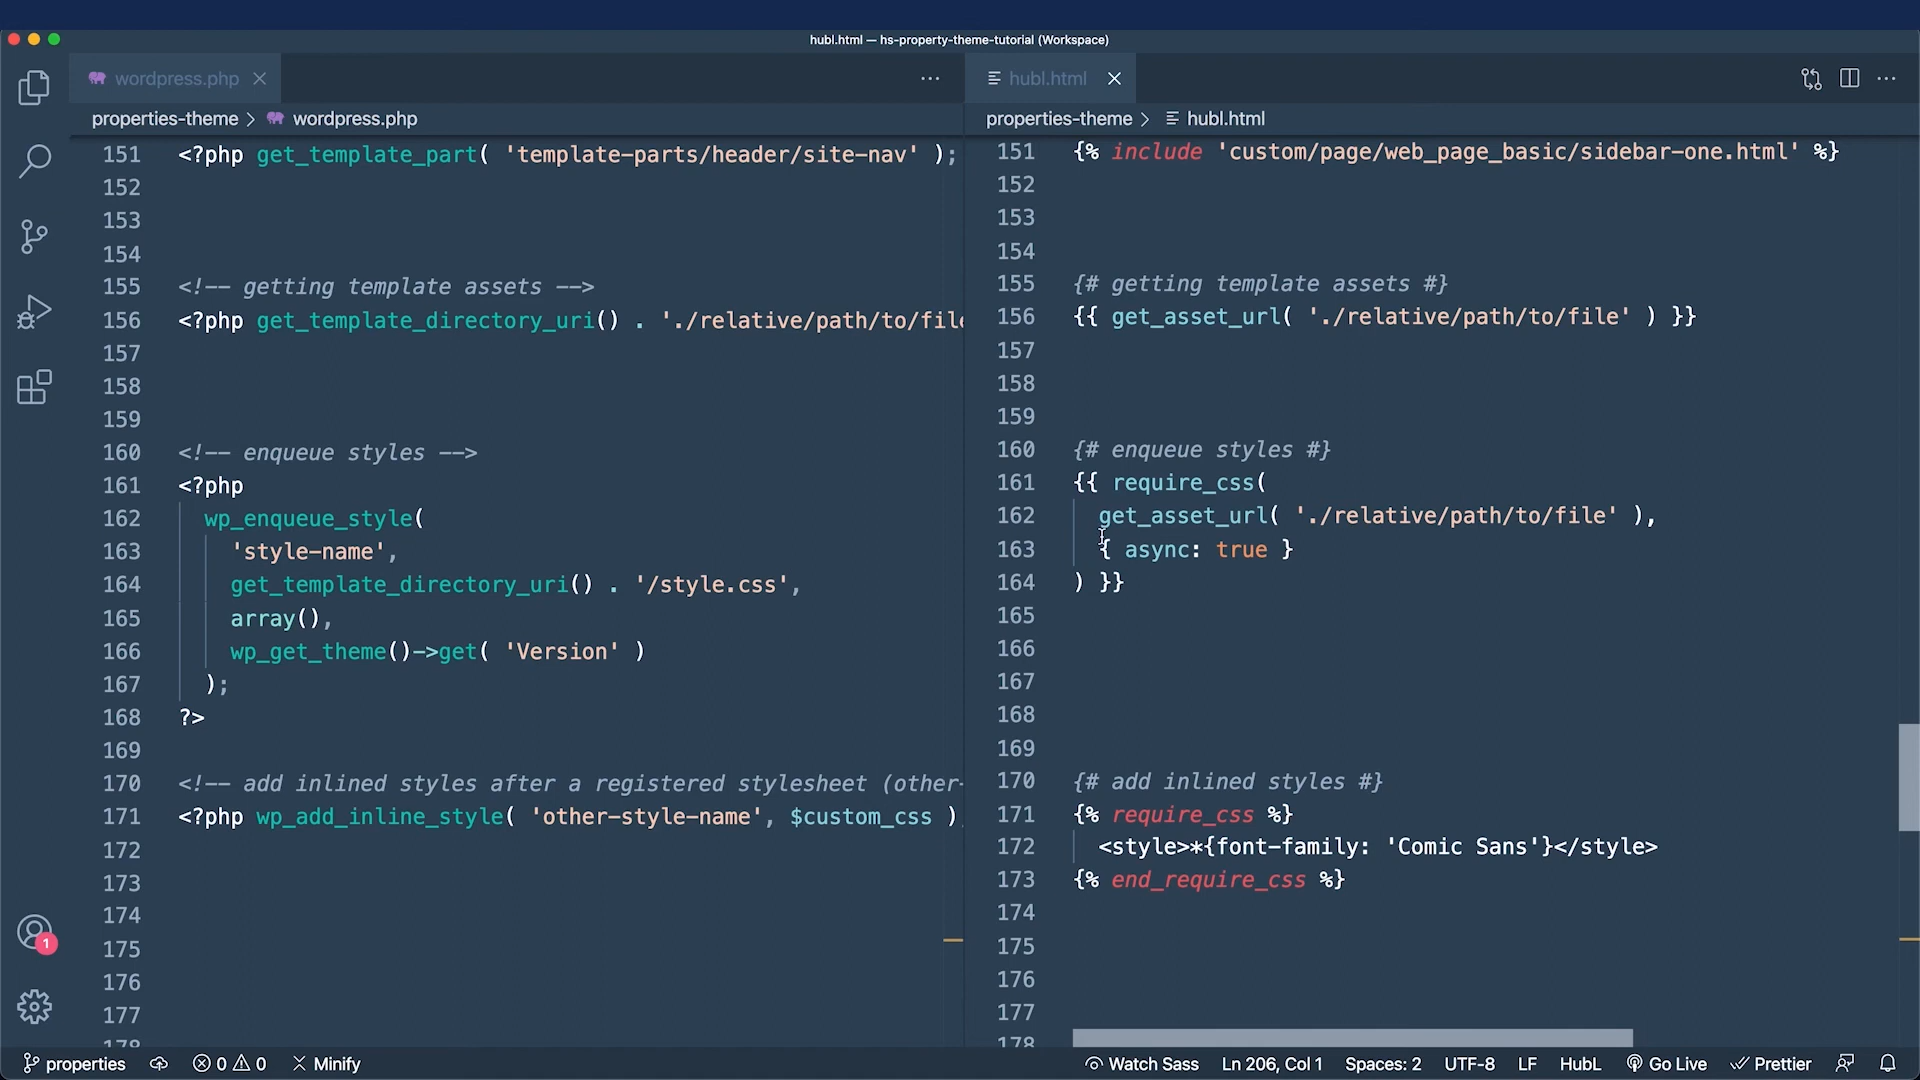 hubl.html — hs-property-theme-tutorial (Workspace)
wordpress.php
properties-theme > wordpress.php
151 <?php get_template_part( 'template-parts/header/site-nav' );
152
153
154
155 <!-- getting template assets -->
156 <?php get_template_directory_uri() . './relative/path/to/file
157
158
159
160 <!-- enqueue styles -->
161 <?php
162 wp_enqueue_style(
163 'style-name',
164 get_template_directory_uri() . '/style.css',
165 array(),
166 wp_get_theme()->get( 'Version' )
167 );
168 ?>
169
170 <!-- add inlined styles after a registered stylesheet (other-
171 <?php wp_add_inline_style( 'other-style-name', $custom_css )
172
173
174
175
176
177
178
hubl.html
properties-theme > hubl.html
151 {% include 'custom/page/web_page_basic/sidebar-one.html' %}
152
153
154
155 {# getting template assets #}
156 {{ get_asset_url( './relative/path/to/file' ) }}
157
158
159
160 {# enqueue styles #}
161 {{ require_css(
162 get_asset_url( './relative/path/to/file' ),
163 { async: true }
164 ) }}
165
166
167
168
169
170 {# add inlined styles #}
171 {% require_css %}
172 <style>*{font-family: 'Comic Sans'}</style>
173 {% end_require_css %}
174
175
176
177
178
1
properties 0 0 Minify Watch Sass Ln 206, Col 1 Spaces: 2 UTF-8 LF HubL Go Live Prettier